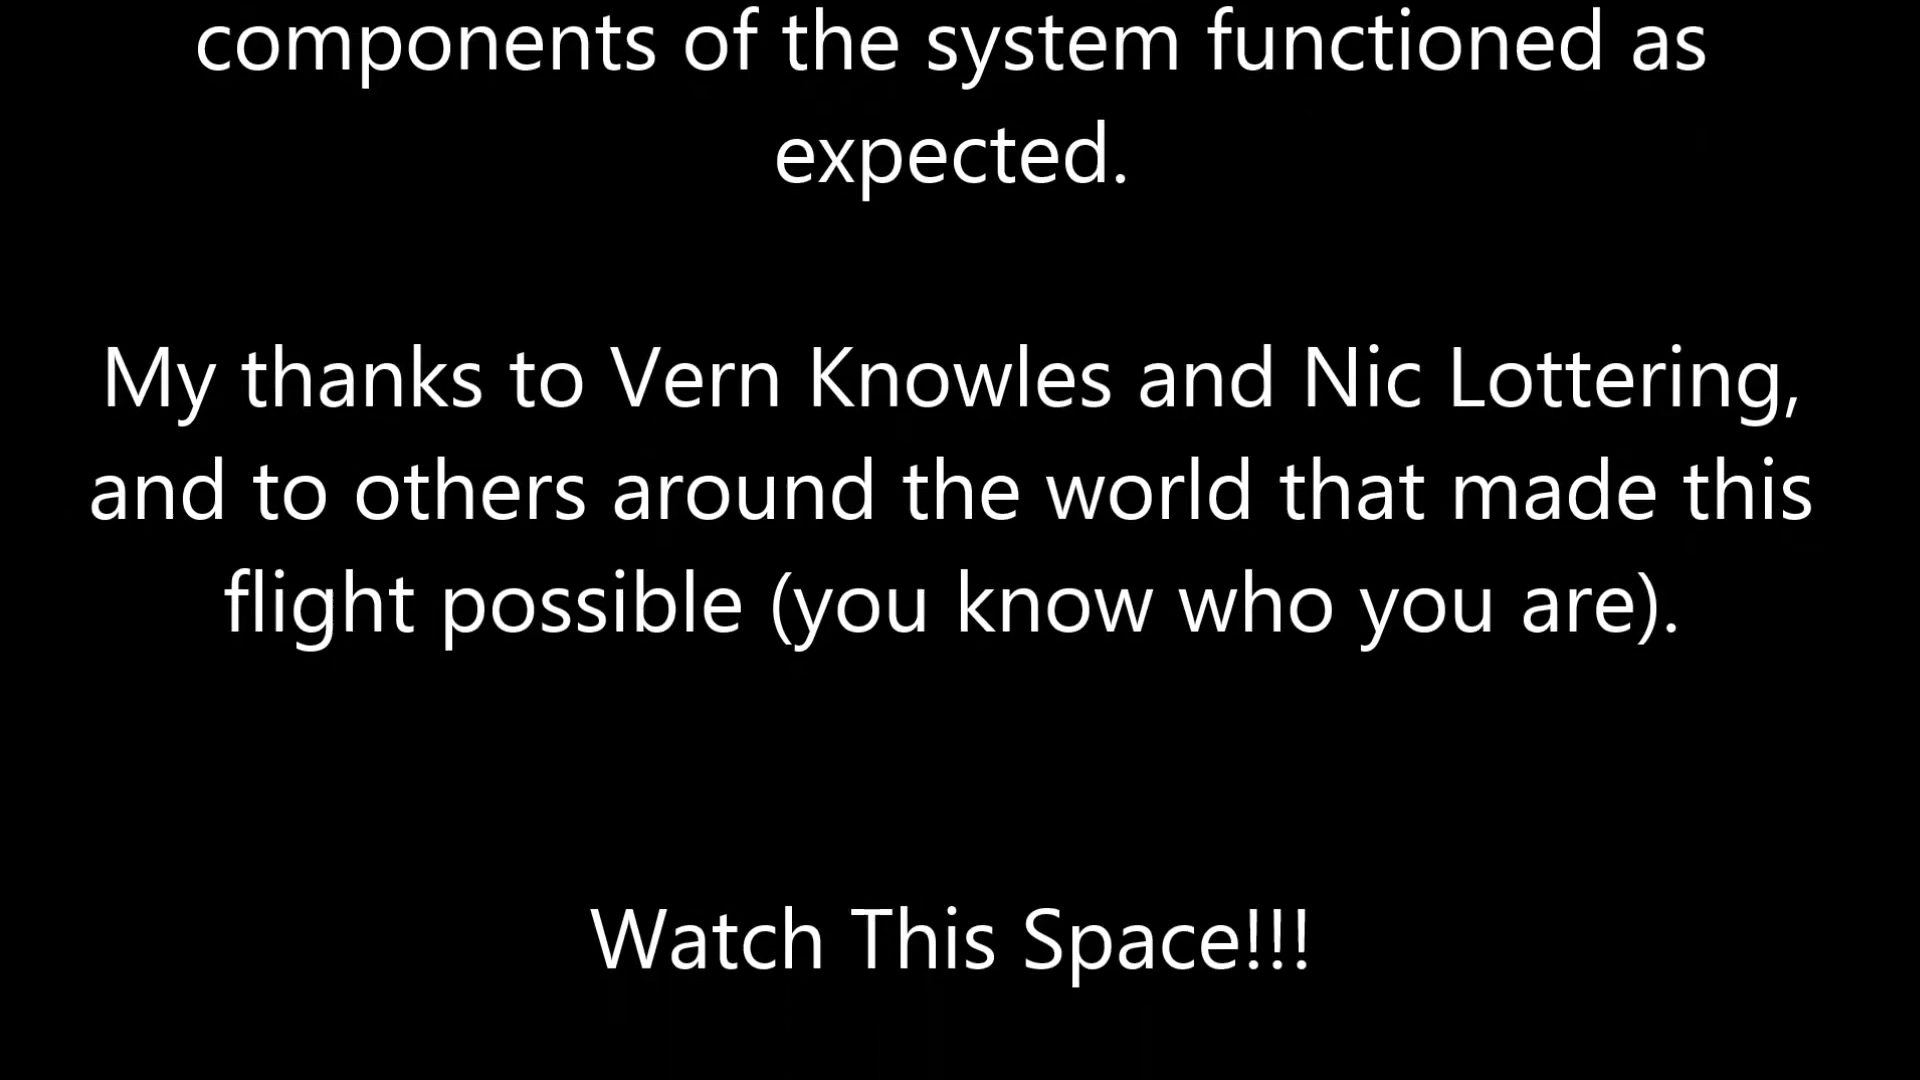 components of the system functioned as
expected.
My thanks to Vern Knowles and Nic Lottering,
and to others around the world that made this
flight possible (you know who you are).
Watch This Space!!!